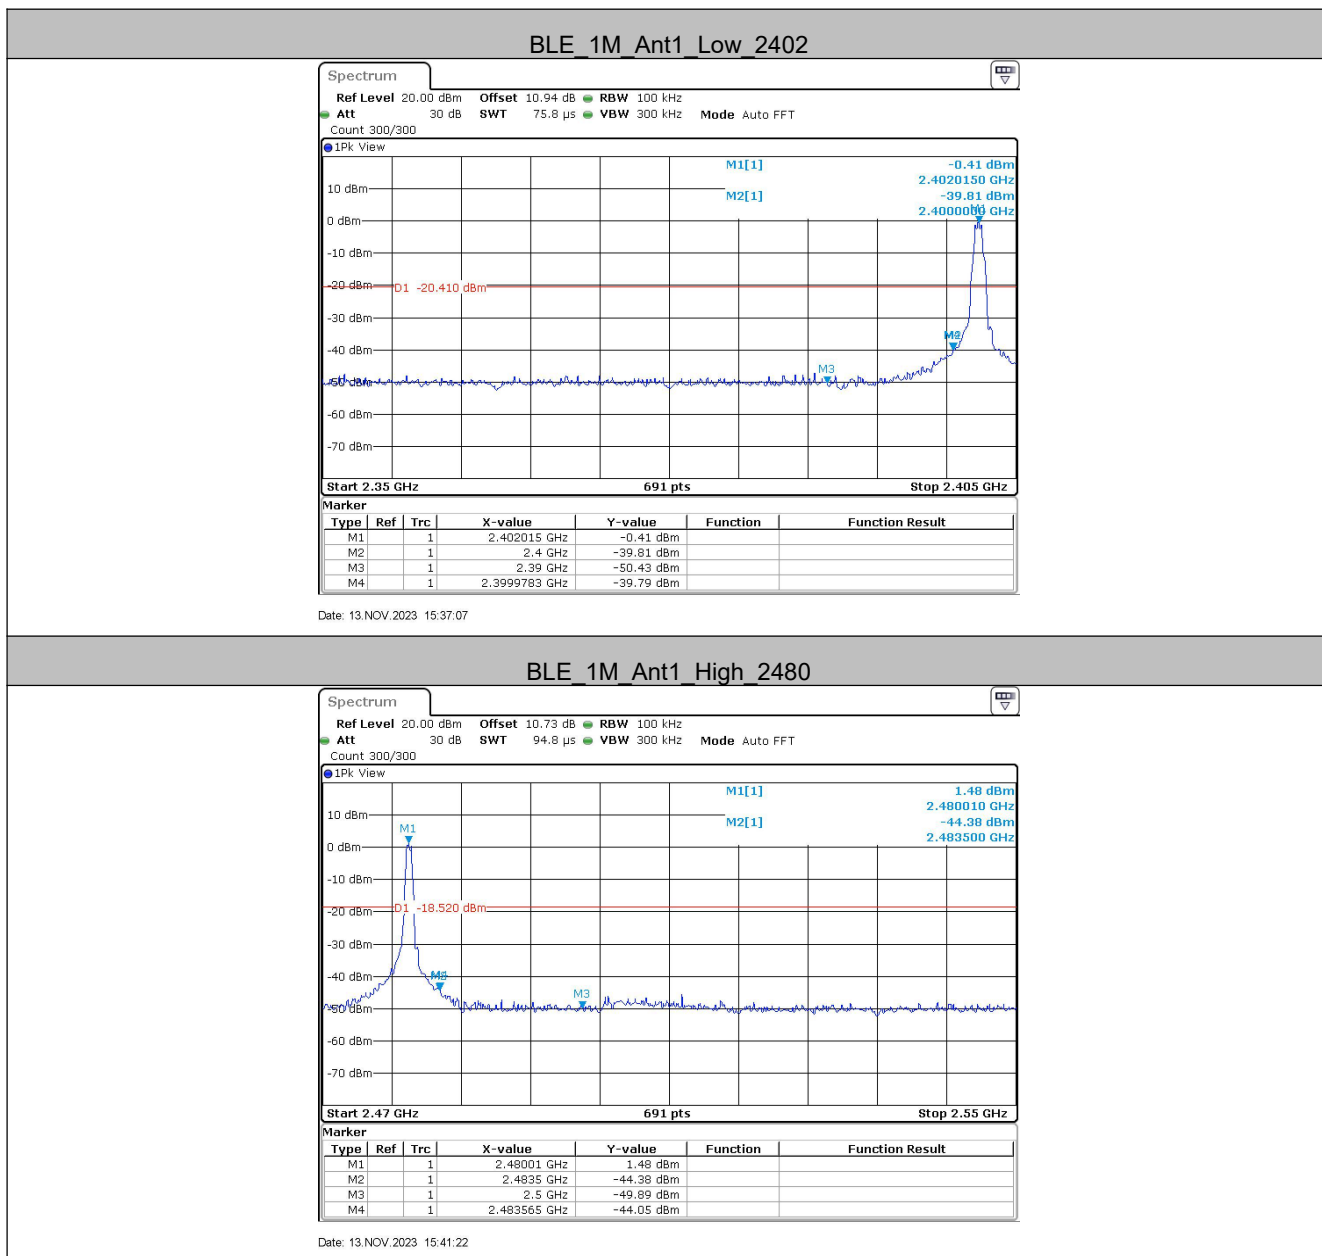 BLE_1M_Ant1_Low_2402
Spectrum
Ref Level 20.00 dBm Offset 10.94 dB RBW 100 kHz
Att 30 dB SWT 75.8 µs VBW 300 kHz Mode Auto FFT
Count 300/300
1Pk View
M1[1] -0.41 dBm
2.4020150 GHz
M2[1] -39.81 dBm
2.4000000 GHz
M1
10 dBm
0 dBm
-10 dBm
-20 dBm
D1 -20.410 dBm
-30 dBm
-40 dBm
M3
-50 dBm
-60 dBm
-70 dBm
Start 2.35 GHz 691 pts Stop 2.405 GHz
Marker
Type Ref Trc X-value Y-value Function Function Result
M1 1 2.402015 GHz -0.41 dBm
M2 1 2.4 GHz -39.81 dBm
M3 1 2.39 GHz -50.43 dBm
M4 1 2.3999783 GHz -39.79 dBm
Date: 13.NOV.2023 15:37:07
BLE_1M_Ant1_High_2480
Spectrum
Ref Level 20.00 dBm Offset 10.73 dB RBW 100 kHz
Att 30 dB SWT 94.8 µs VBW 300 kHz Mode Auto FFT
Count 300/300
1Pk View
M1[1] 1.48 dBm
2.480010 GHz
M2[1] -44.38 dBm
2.483500 GHz
10 dBm
M1
0 dBm
-10 dBm
-20 dBm
D1 -18.520 dBm
-30 dBm
-40 dBm
M3
-50 dBm
-60 dBm
-70 dBm
Start 2.47 GHz 691 pts Stop 2.55 GHz
Marker
Type Ref Trc X-value Y-value Function Function Result
M1 1 2.48001 GHz 1.48 dBm
M2 1 2.4835 GHz -44.38 dBm
M3 1 2.5 GHz -49.89 dBm
M4 1 2.483565 GHz -44.05 dBm
Date: 13.NOV.2023 15:41:22